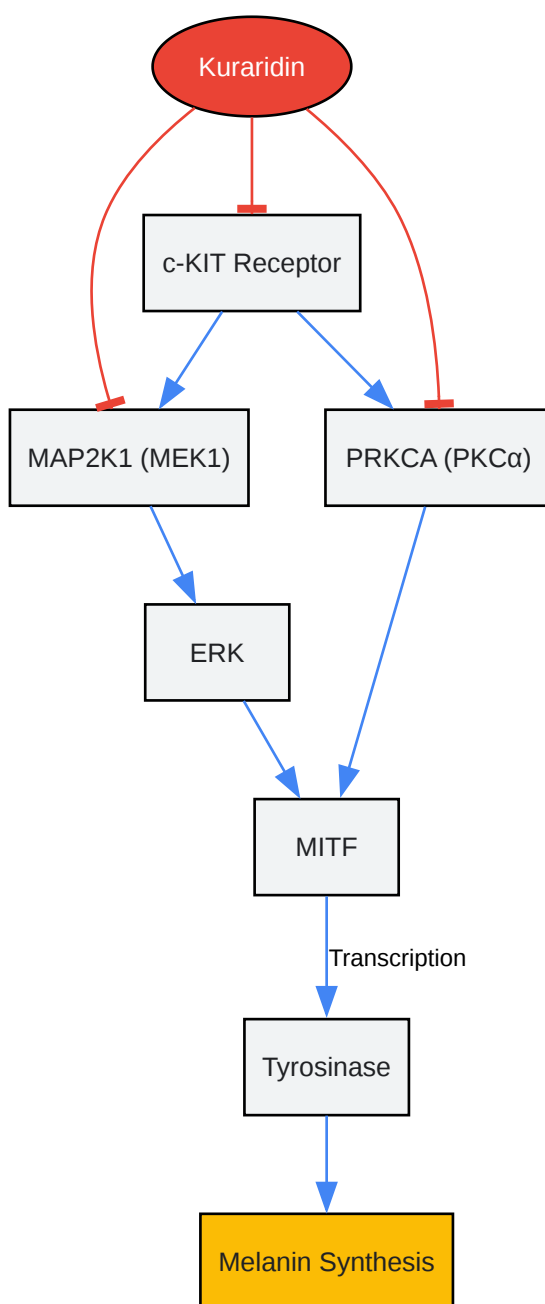 Kuraridin
c-KIT Receptor
MAP2K1 (MEK1)
PRKCA (PKCα)
ERK
MITF
Transcription
Tyrosinase
Melanin Synthesis